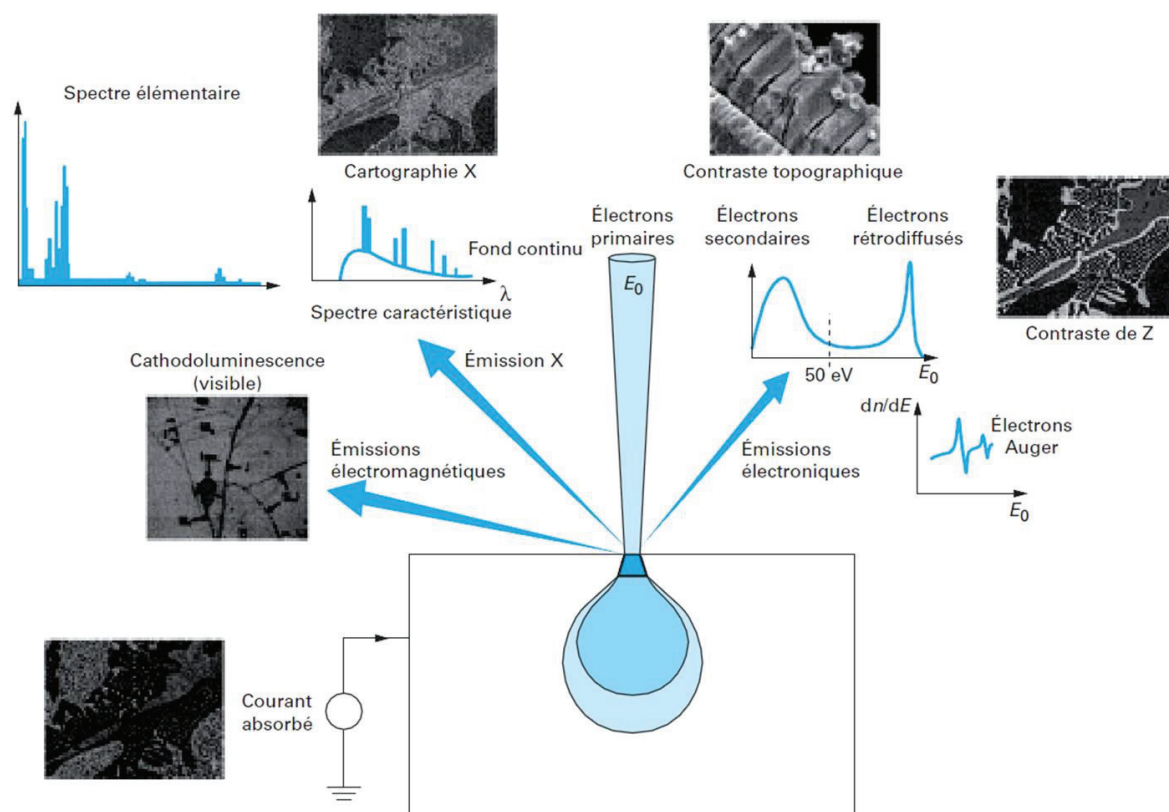 Spectre élémentaire
Cartographie X
Fond continu
λ
Spectre caractéristique
Émission X
Cathodoluminescence
(visible)
Émissions
électromagnétiques
Contraste topographique
Électrons
primaires
E₀
Électrons
secondaires
Électrons
rétrodiffusés
50 eV
E₀
Contraste de Z
dn/dE
Électrons
Auger
E₀
Émissions
électroniques
Courant
absorbé